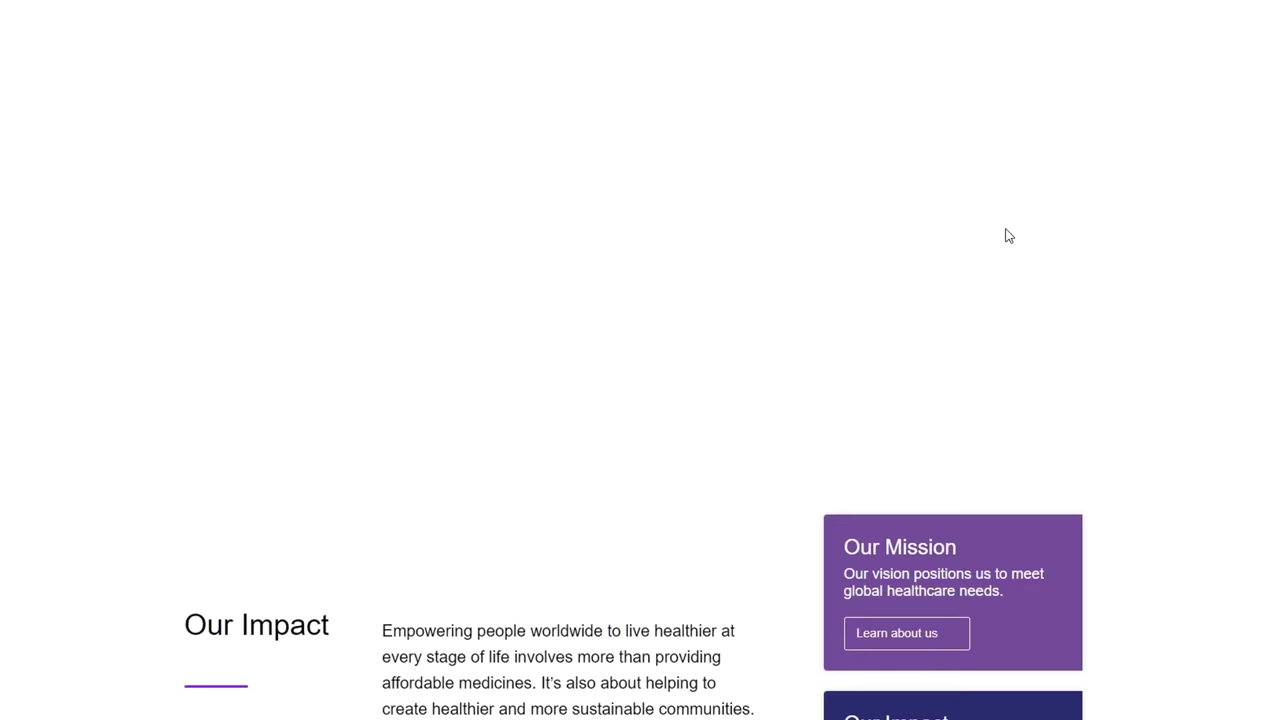 Our Mission
Our vision positions us to meet
global healthcare needs.
Learn about us
Our Impact
Empowering people worldwide to live healthier at
every stage of life involves more than providing
affordable medicines. It’s also about helping to
create healthier and more sustainable communities.
Our Impact